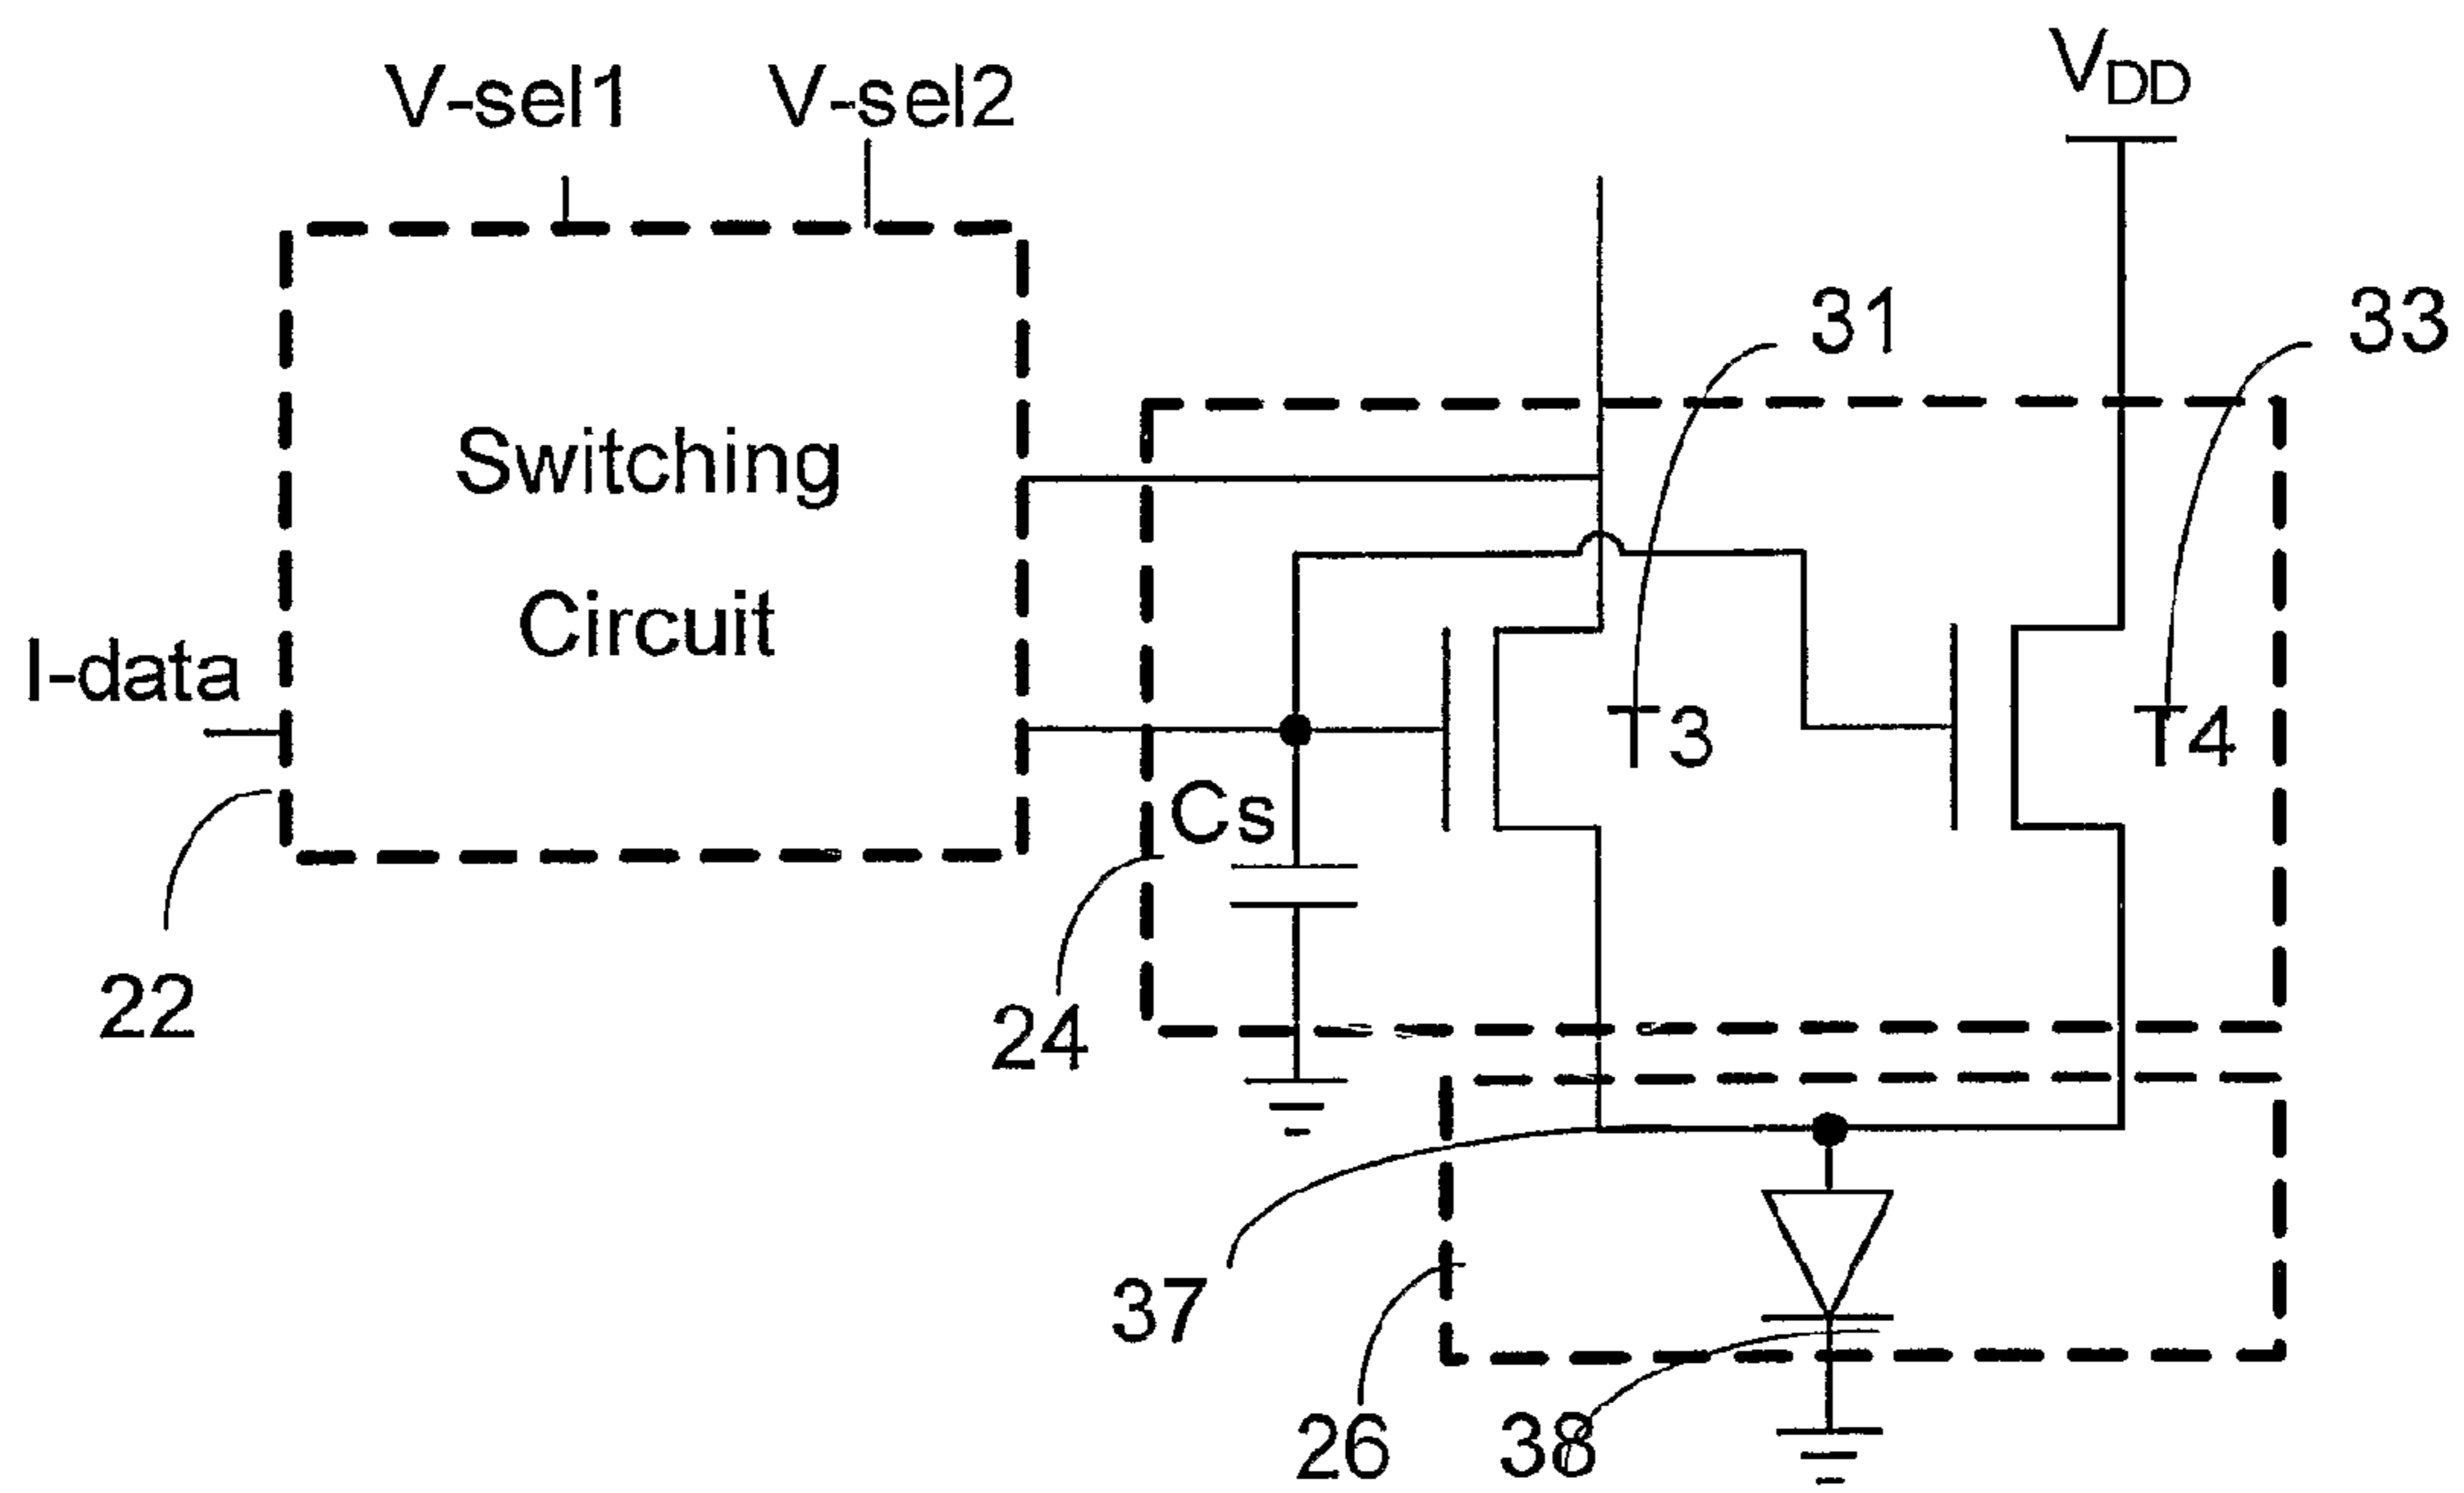 V-sel1 V-sel2
VDD
31 33
Switching
Circuit
I-data
T3 T4
Cs
22
24
37
26 38